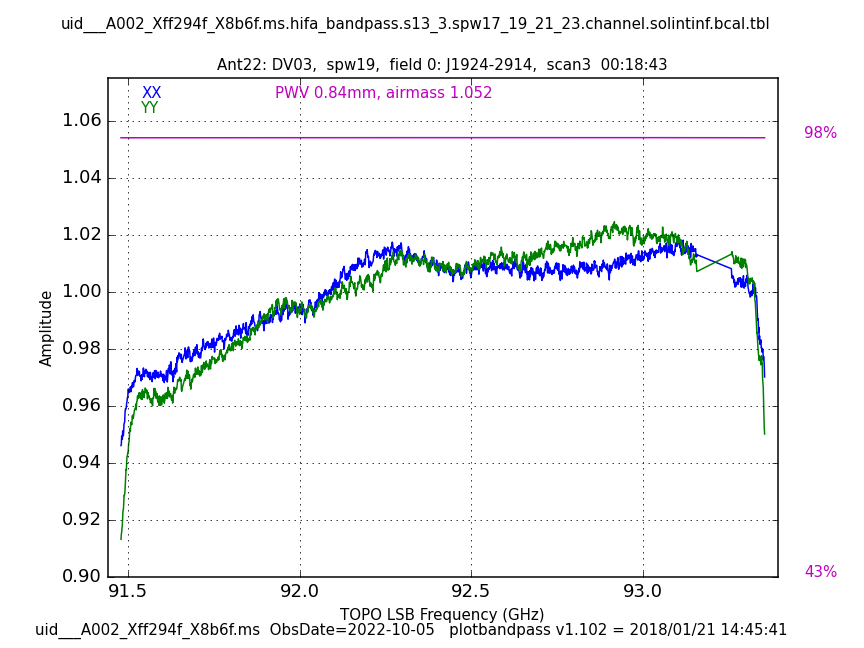 uid___A002_Xff294f_X8b6f.ms.hifa_bandpass.s13_3.spw17_19_21_23.channel.solintinf.bcal.tbl
Ant22: DV03,  spw19,  field 0: J1924-2914,  scan3  00:18:43
XX
PWV 0.84mm, airmass 1.052
YY
98%
43%
Amplitude
1.06
1.04
1.02
1.00
0.98
0.96
0.94
0.92
0.90
91.5 92.0 92.5 93.0
TOPO LSB Frequency (GHz)
uid___A002_Xff294f_X8b6f.ms  ObsDate=2022-10-05   plotbandpass v1.102 = 2018/01/21 14:45:41